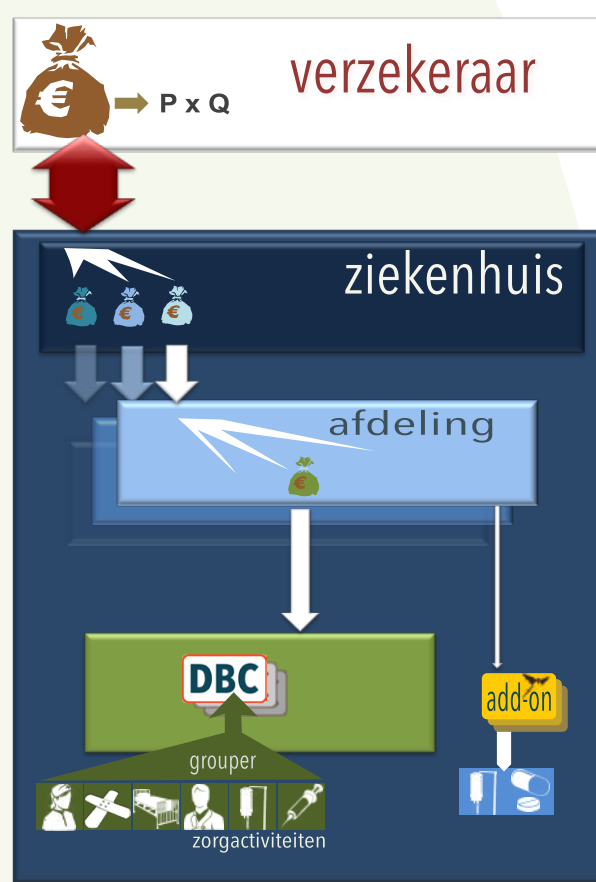 verzekeraar
€ P x Q
ziekenhuis
€ € €
afdeling
€
DBC
add-on
grouper
zorgactiviteiten